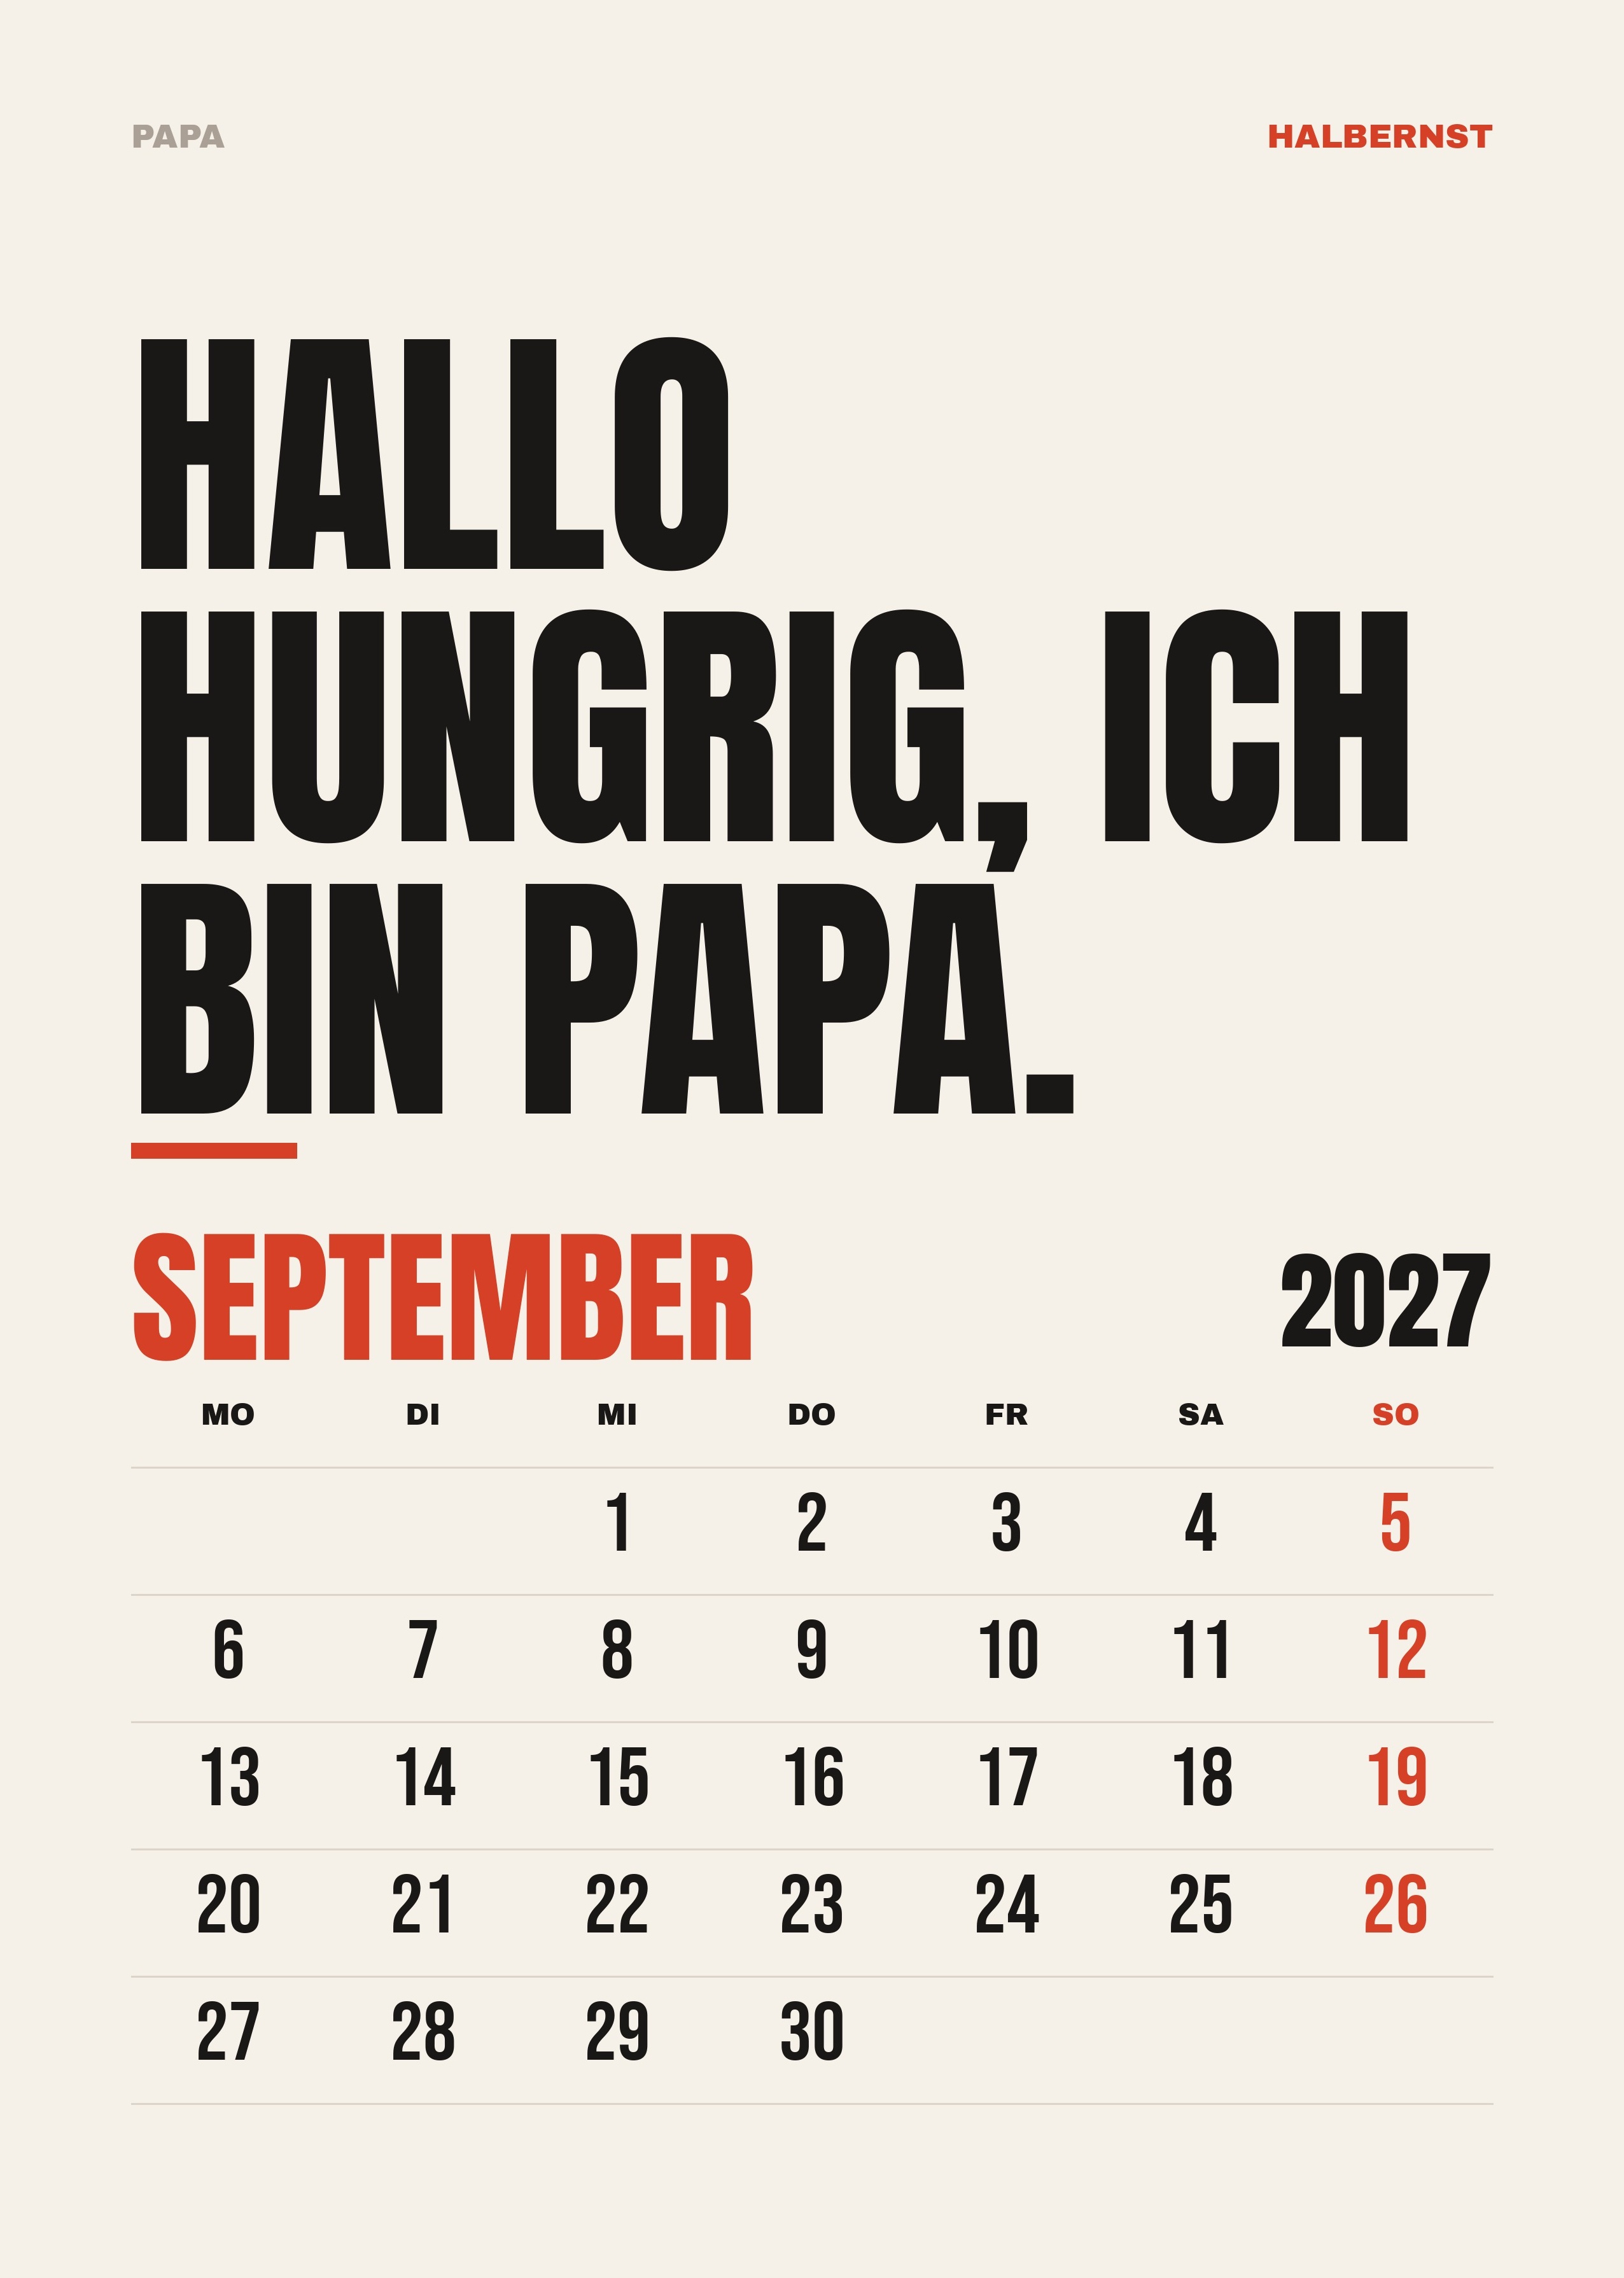 PAPA HALBERNST
HALLO
HUNGRIG, ICH
BIN PAPA.
SEPTEMBER 2027
MO DI MI DO FR SA SO
1 2 3 4 5
6 7 8 9 10 11 12
13 14 15 16 17 18 19
20 21 22 23 24 25 26
27 28 29 30